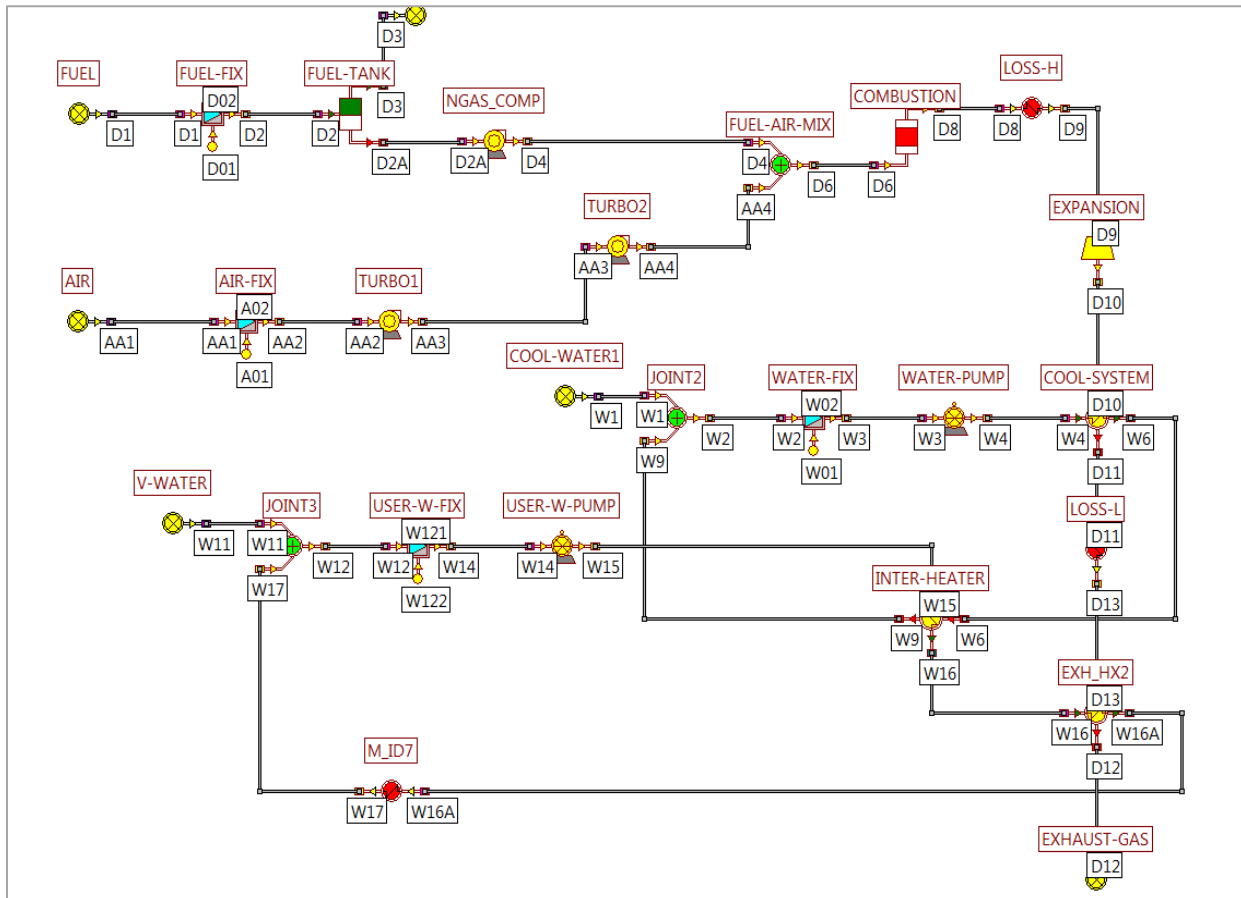 D3
FUEL
FUEL-FIX
FUEL-TANK
D02
D3
NGAS_COMP
LOSS-H
COMBUSTION
FUEL-AIR-MIX
D1
D1
D2
D2
D8
D8
D9
D01
D2A
D2A
D4
D4
D6
D6
TURBO2
AA4
EXPANSION
D9
AA3
AA4
AIR
AIR-FIX
TURBO1
A02
D10
AA1
AA1
AA2
AA2
AA3
A01
COOL-WATER1
JOINT2
WATER-FIX
WATER-PUMP
COOL-SYSTEM
W02
D10
W1
W1
W2
W2
W3
W3
W4
W4
W6
W9
W01
D11
V-WATER
JOINT3
USER-W-FIX
USER-W-PUMP
LOSS-L
W121
D11
W11
W11
W12
W12
W14
W14
W15
W17
W122
INTER-HEATER
D13
W15
W9
W6
W16
EXH_HX2
D13
W16
W16A
M_ID7
D12
W17
W16A
EXHAUST-GAS
D12